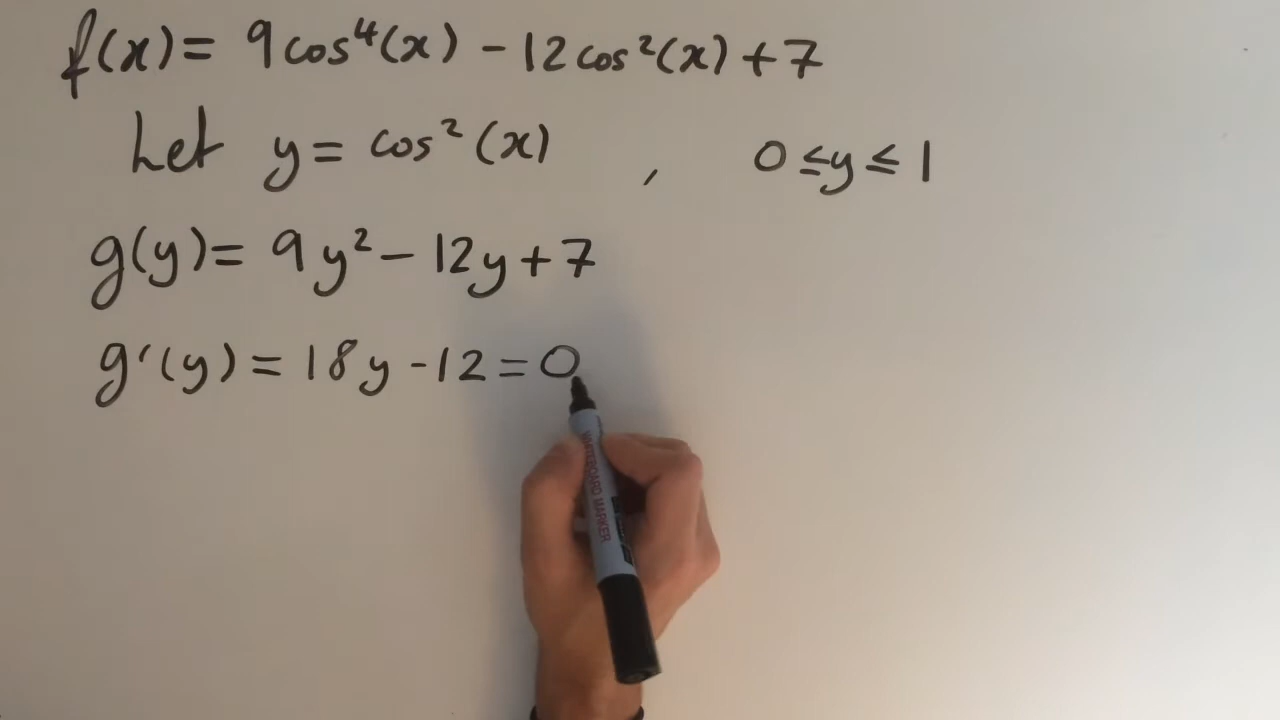 f(x) = 9cos⁴(x) - 12cos²(x) + 7
Let y = cos²(x) , 0 ≤ y ≤ 1
g(y) = 9y² - 12y + 7
g'(y) = 18y - 12 = 0
WHITEBOARD MARKER